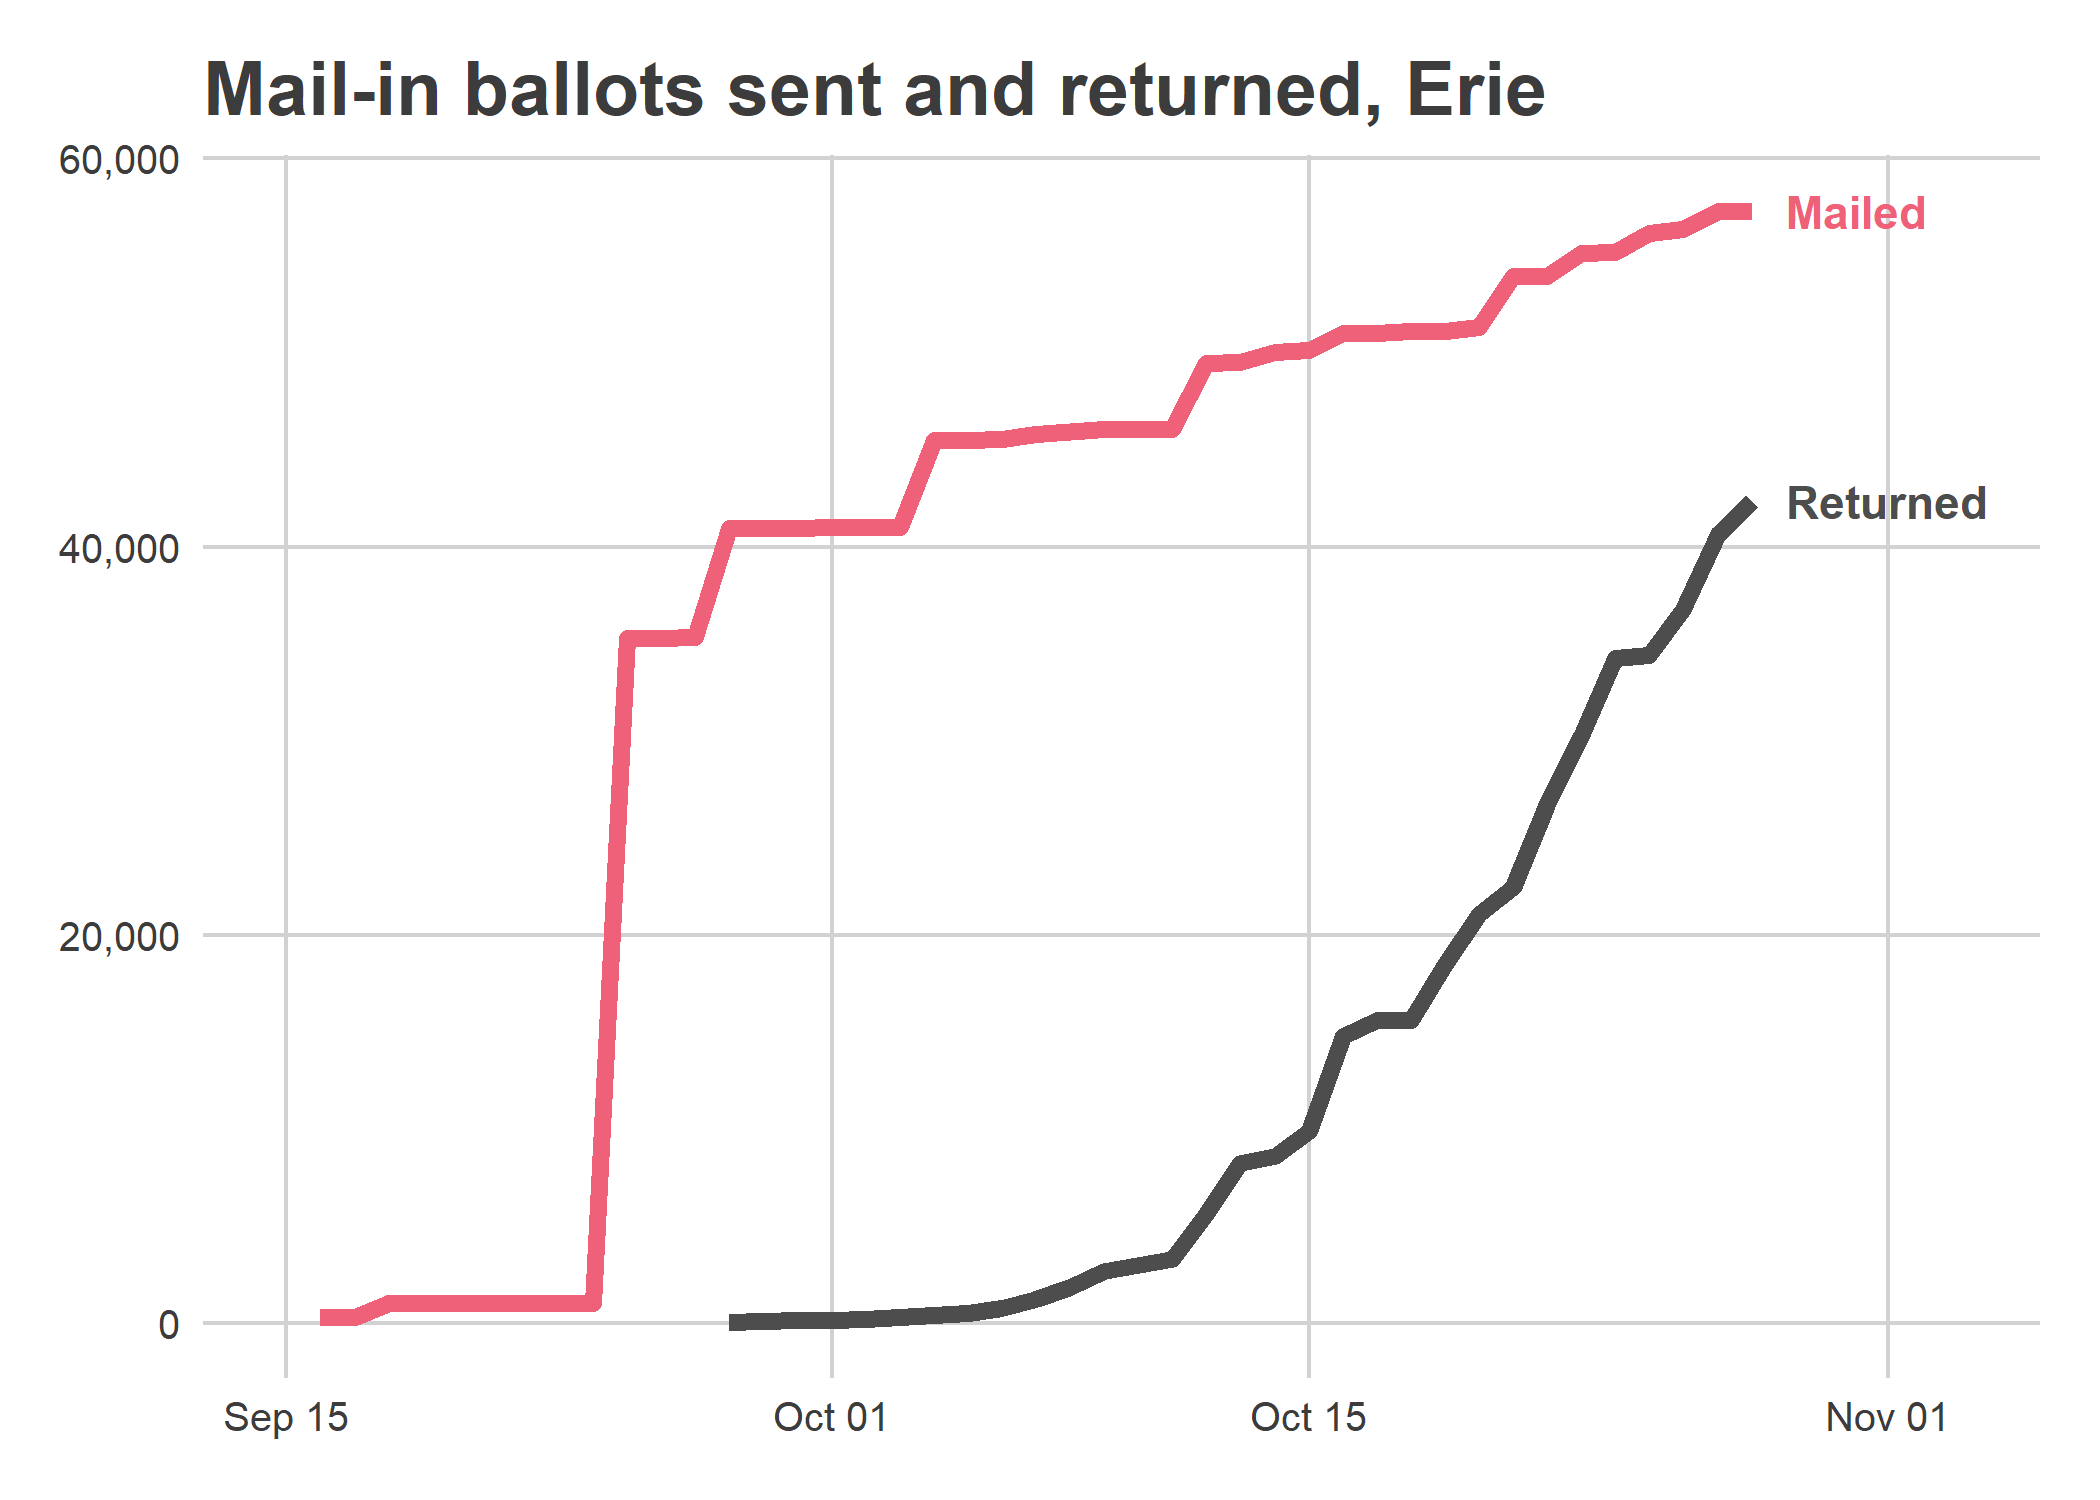 Mail-in ballots sent and returned, Erie
60,000
Mailed
Returned
40,000
20,000
0
Sep 15
Oct 01
Oct 15
Nov 01